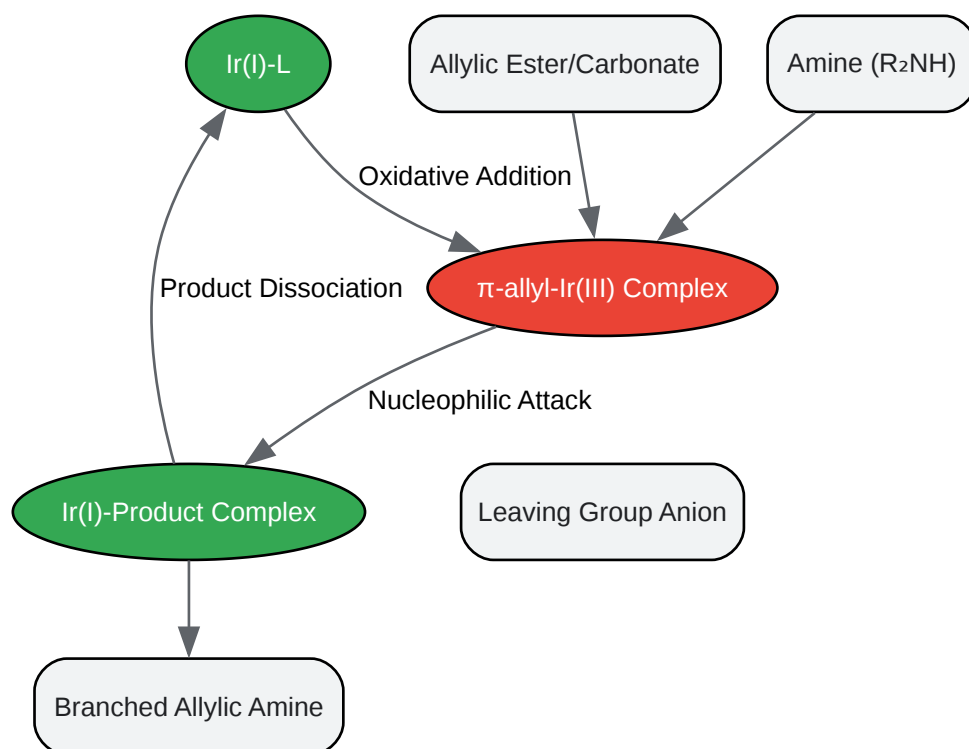 Ir(I)-L
Allylic Ester/Carbonate
Amine (R₂NH)
Oxidative Addition
Product Dissociation
π-allyl-Ir(III) Complex
Nucleophilic Attack
Ir(I)-Product Complex
Leaving Group Anion
Branched Allylic Amine